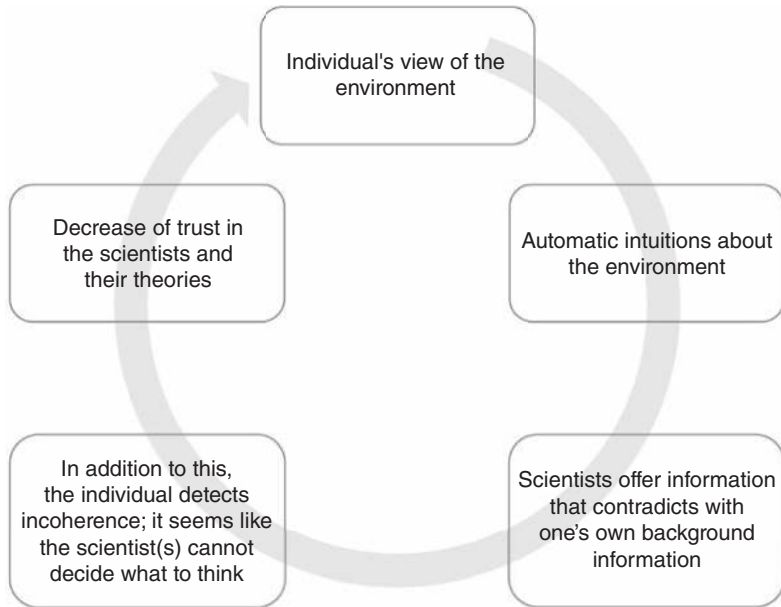 Individual's view of the
environment
Automatic intuitions about
the environment
Scientists offer information
that contradicts with
one’s own background
information
In addition to this,
the individual detects
incoherence; it seems like
the scientist(s) cannot
decide what to think
Decrease of trust in
the scientists and
their theories